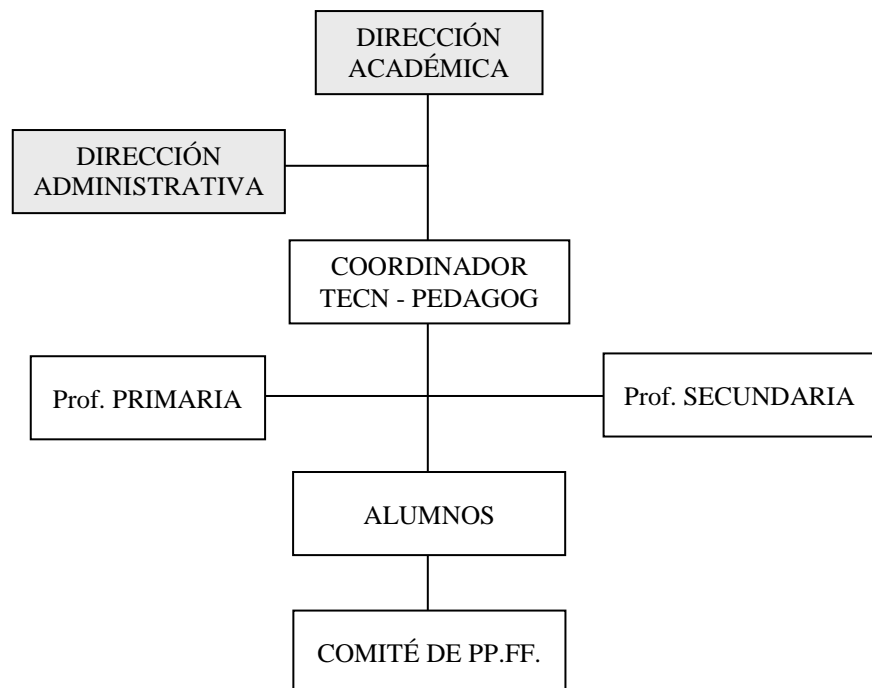 DIRECCIÓN
ACADÉMICA
DIRECCIÓN
ADMINISTRATIVA
COORDINADOR
TECN - PEDAGOG
Prof. PRIMARIA
Prof. SECUNDARIA
ALUMNOS
COMITÉ DE PP.FF.